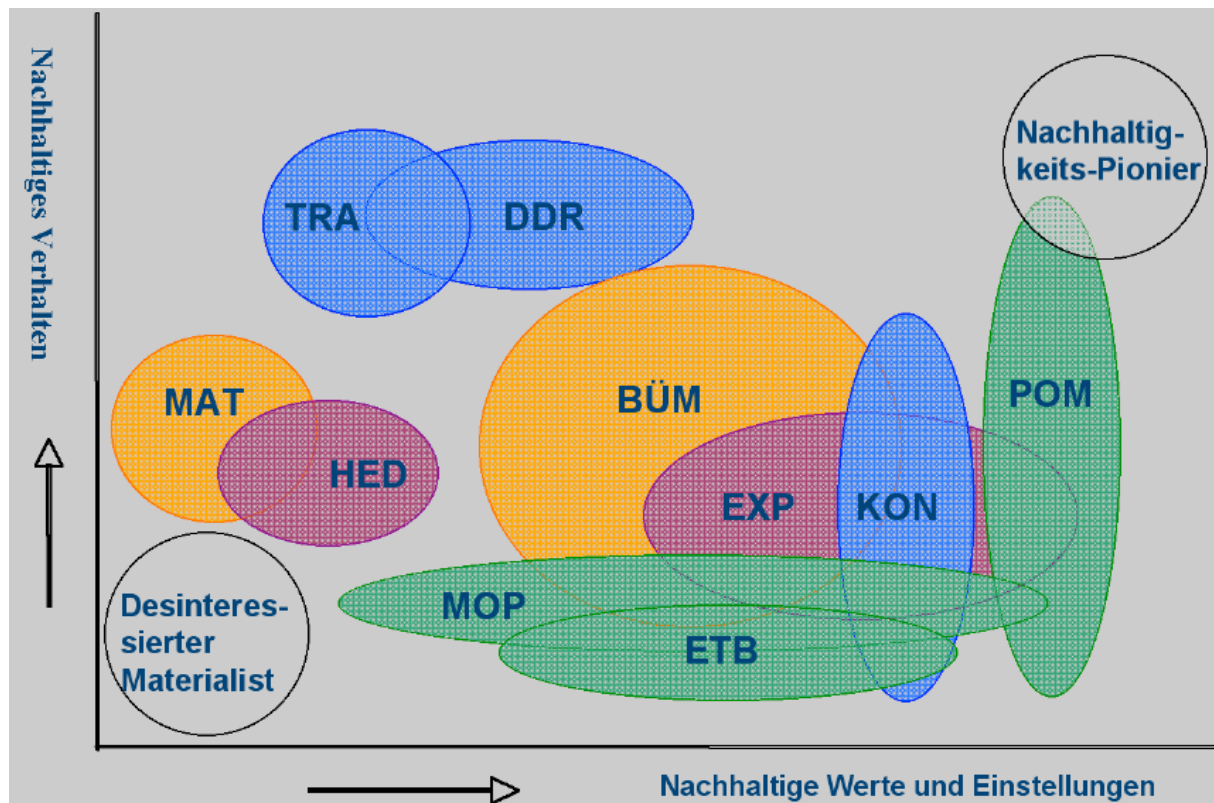 Nachhaltiges Verhalten
Nachhaltig-
keits-Pionier
TRA
DDR
MAT
BÜM
POM
HED
EXP
KON
MOP
ETB
Desinteres-
sierter
Materialist
Nachhaltige Werte und Einstellungen